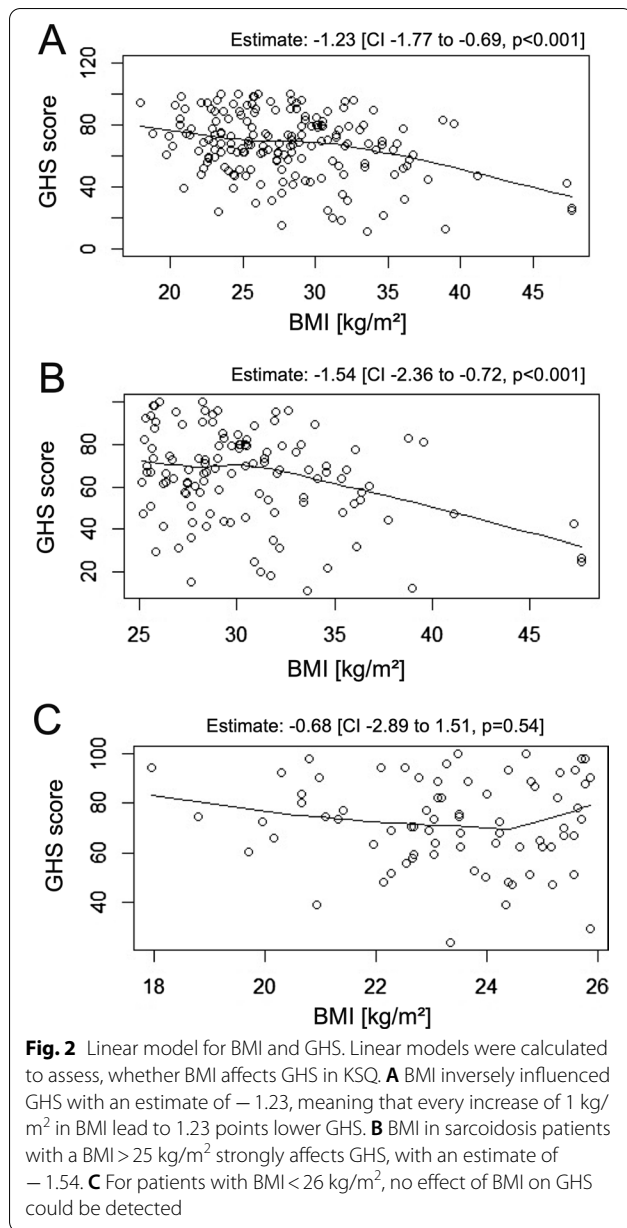 A
Estimate: -1.23 [CI -1.77 to -0.69, p<0.001]
120
80
40
0
GHS score
20 25 30 35 40 45
BMI [kg/m²]
B
Estimate: -1.54 [CI -2.36 to -0.72, p<0.001]
80
60
40
20
GHS score
25 30 35 40 45
BMI [kg/m²]
C
Estimate: -0.68 [CI -2.89 to 1.51, p=0.54]
100
80
60
40
GHS score
18 20 22 24 26
BMI [kg/m²]
Fig. 2 Linear model for BMI and GHS. Linear models were calculated
to assess, whether BMI affects GHS in KSQ. A BMI inversely influenced
GHS with an estimate of − 1.23, meaning that every increase of 1 kg/
m² in BMI lead to 1.23 points lower GHS. B BMI in sarcoidosis patients
with a BMI > 25 kg/m² strongly affects GHS, with an estimate of
− 1.54. C For patients with BMI < 26 kg/m², no effect of BMI on GHS
could be detected